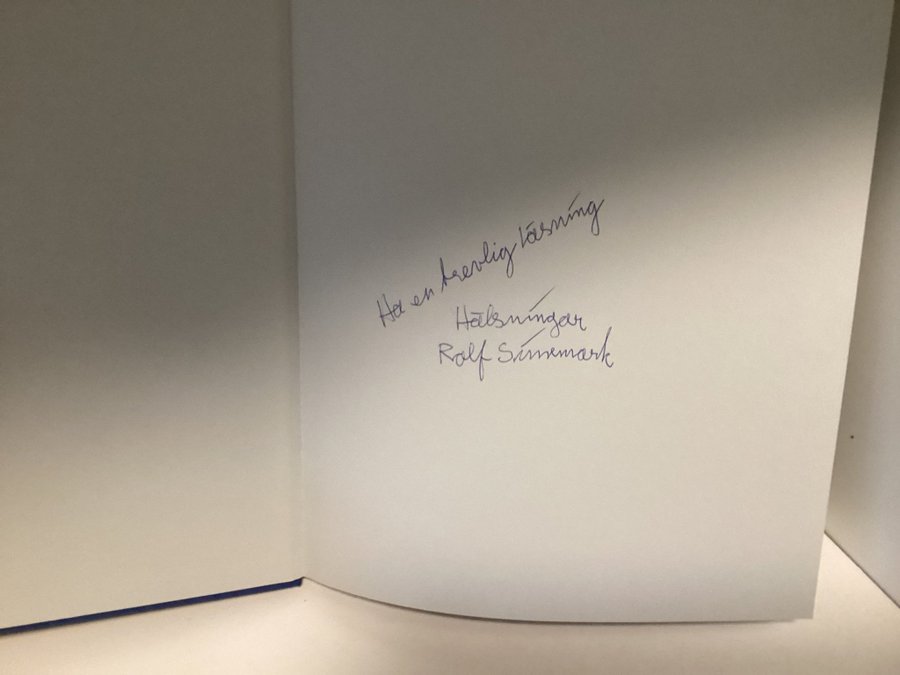 Ha en trevlig läsning
Hälsningar
Rolf Sinnemark